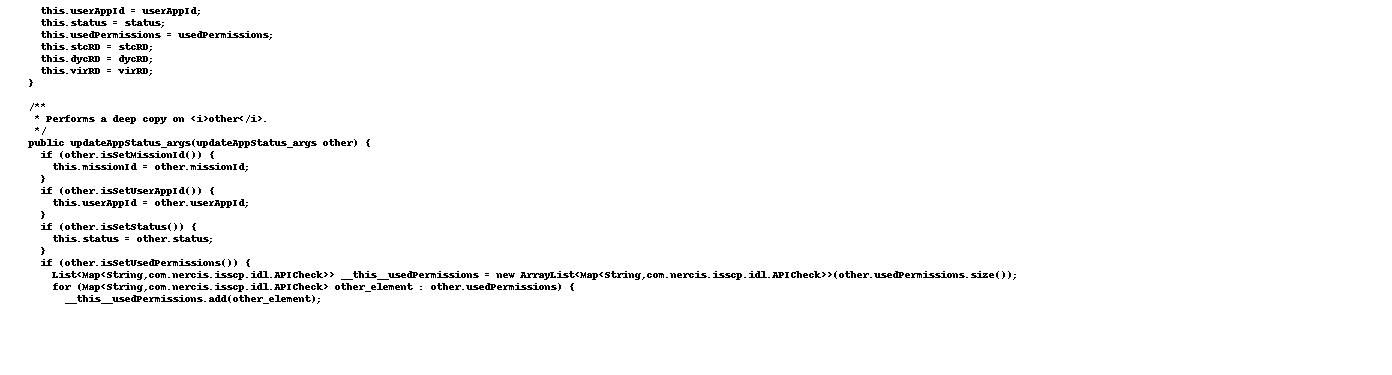 this.userAppId = userAppId;
this.status = status;
this.usedPermissions = usedPermissions;
this.stcRD = stcRD;
this.dycRD = dycRD;
this.virRD = virRD;
}
/**
* Performs a deep copy on <i>other</i>.
*/
public updateAppStatus_args(updateAppStatus_args other) {
if (other.isSetMissionId()) {
this.missionId = other.missionId;
}
if (other.isSetUserAppId()) {
this.userAppId = other.userAppId;
}
if (other.isSetStatus()) {
this.status = other.status;
}
if (other.isSetUsedPermissions()) {
List<Map<String,com.nercis.isscp.idl.APICheck>> __this__usedPermissions = new ArrayList<Map<String,com.nercis.isscp.idl.APICheck>>(other.usedPermissions.size());
for (Map<String,com.nercis.isscp.idl.APICheck> other_element : other.usedPermissions) {
__this__usedPermissions.add(other_element);